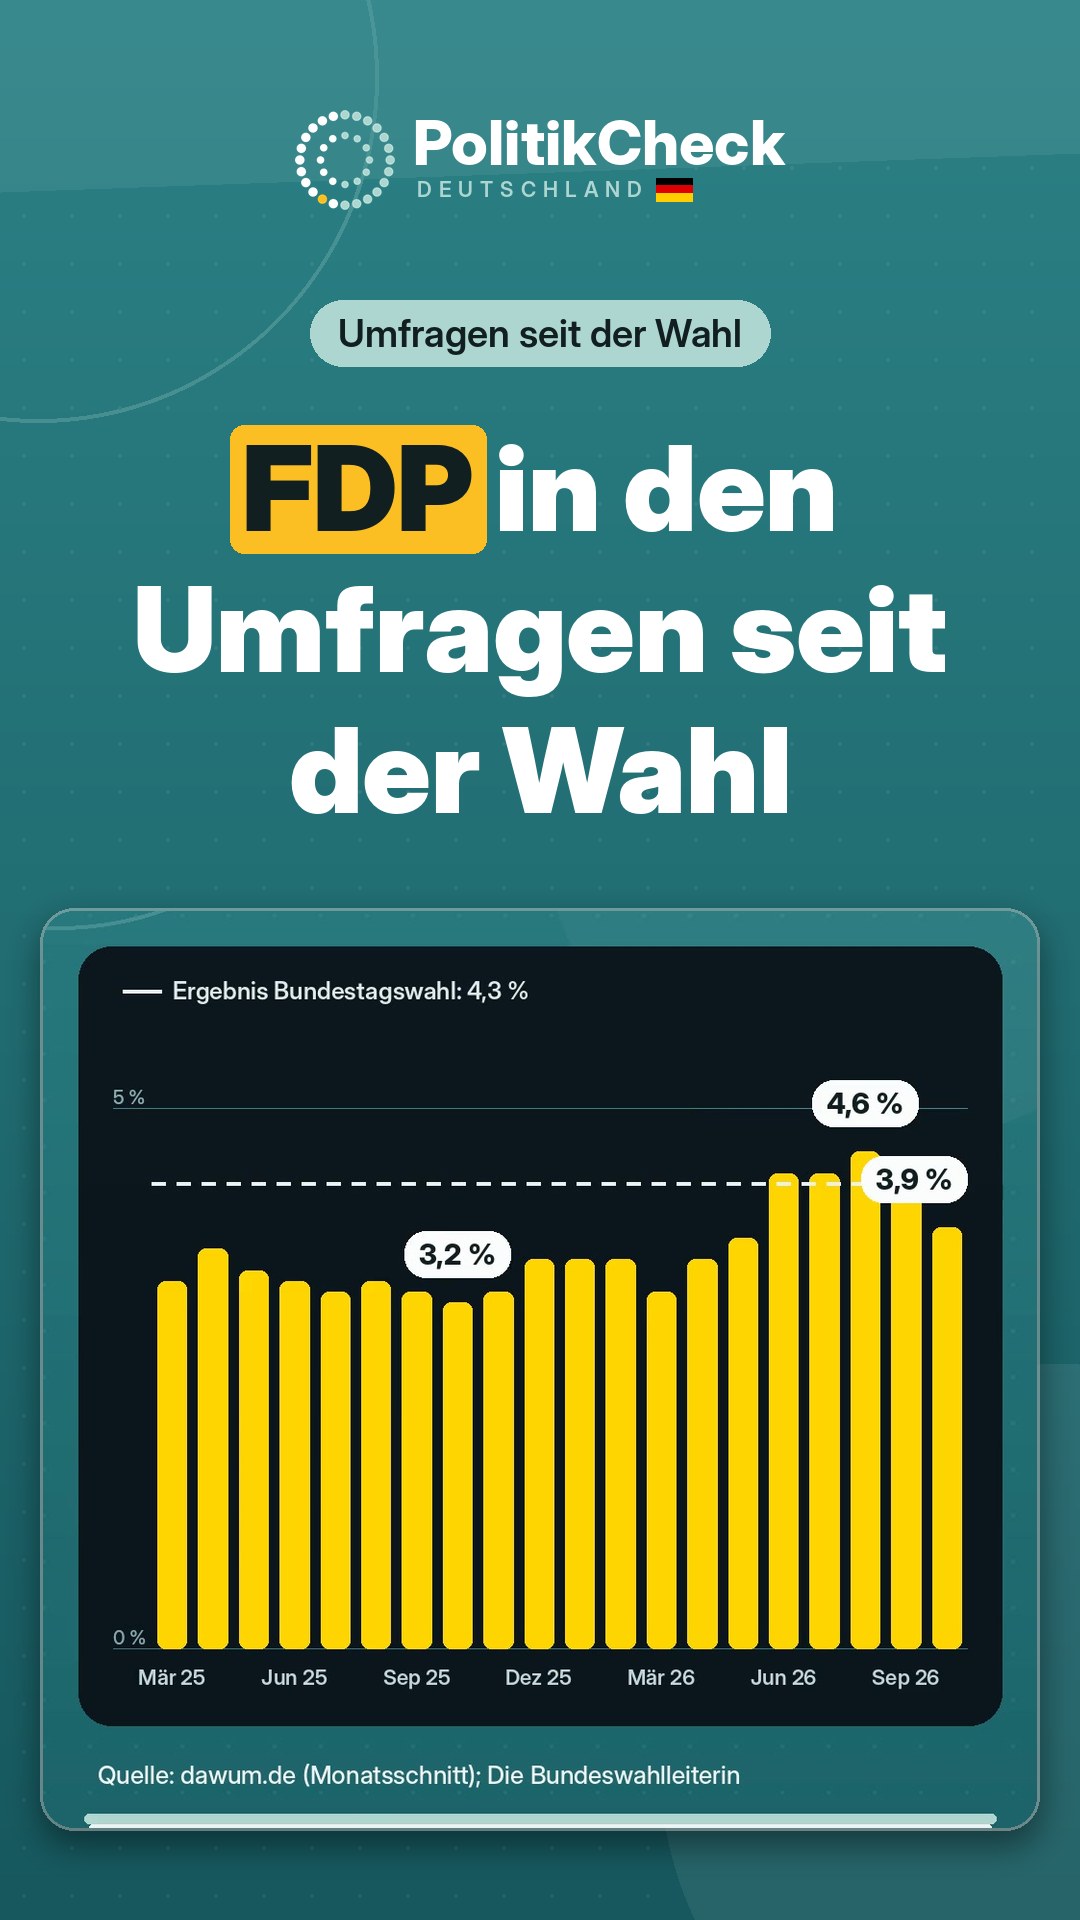 PolitikCheck
DEUTSCHLAND
Umfragen seit der Wahl
FDP in den
Umfragen seit
der Wahl
Ergebnis Bundestagswahl: 4,3 %
5 %
4,6 %
3,9 %
3,2 %
0 %
Mär 25 Jun 25 Sep 25 Dez 25 Mär 26 Jun 26 Sep 26
Quelle: dawum.de (Monatsschnitt); Die Bundeswahlleiterin